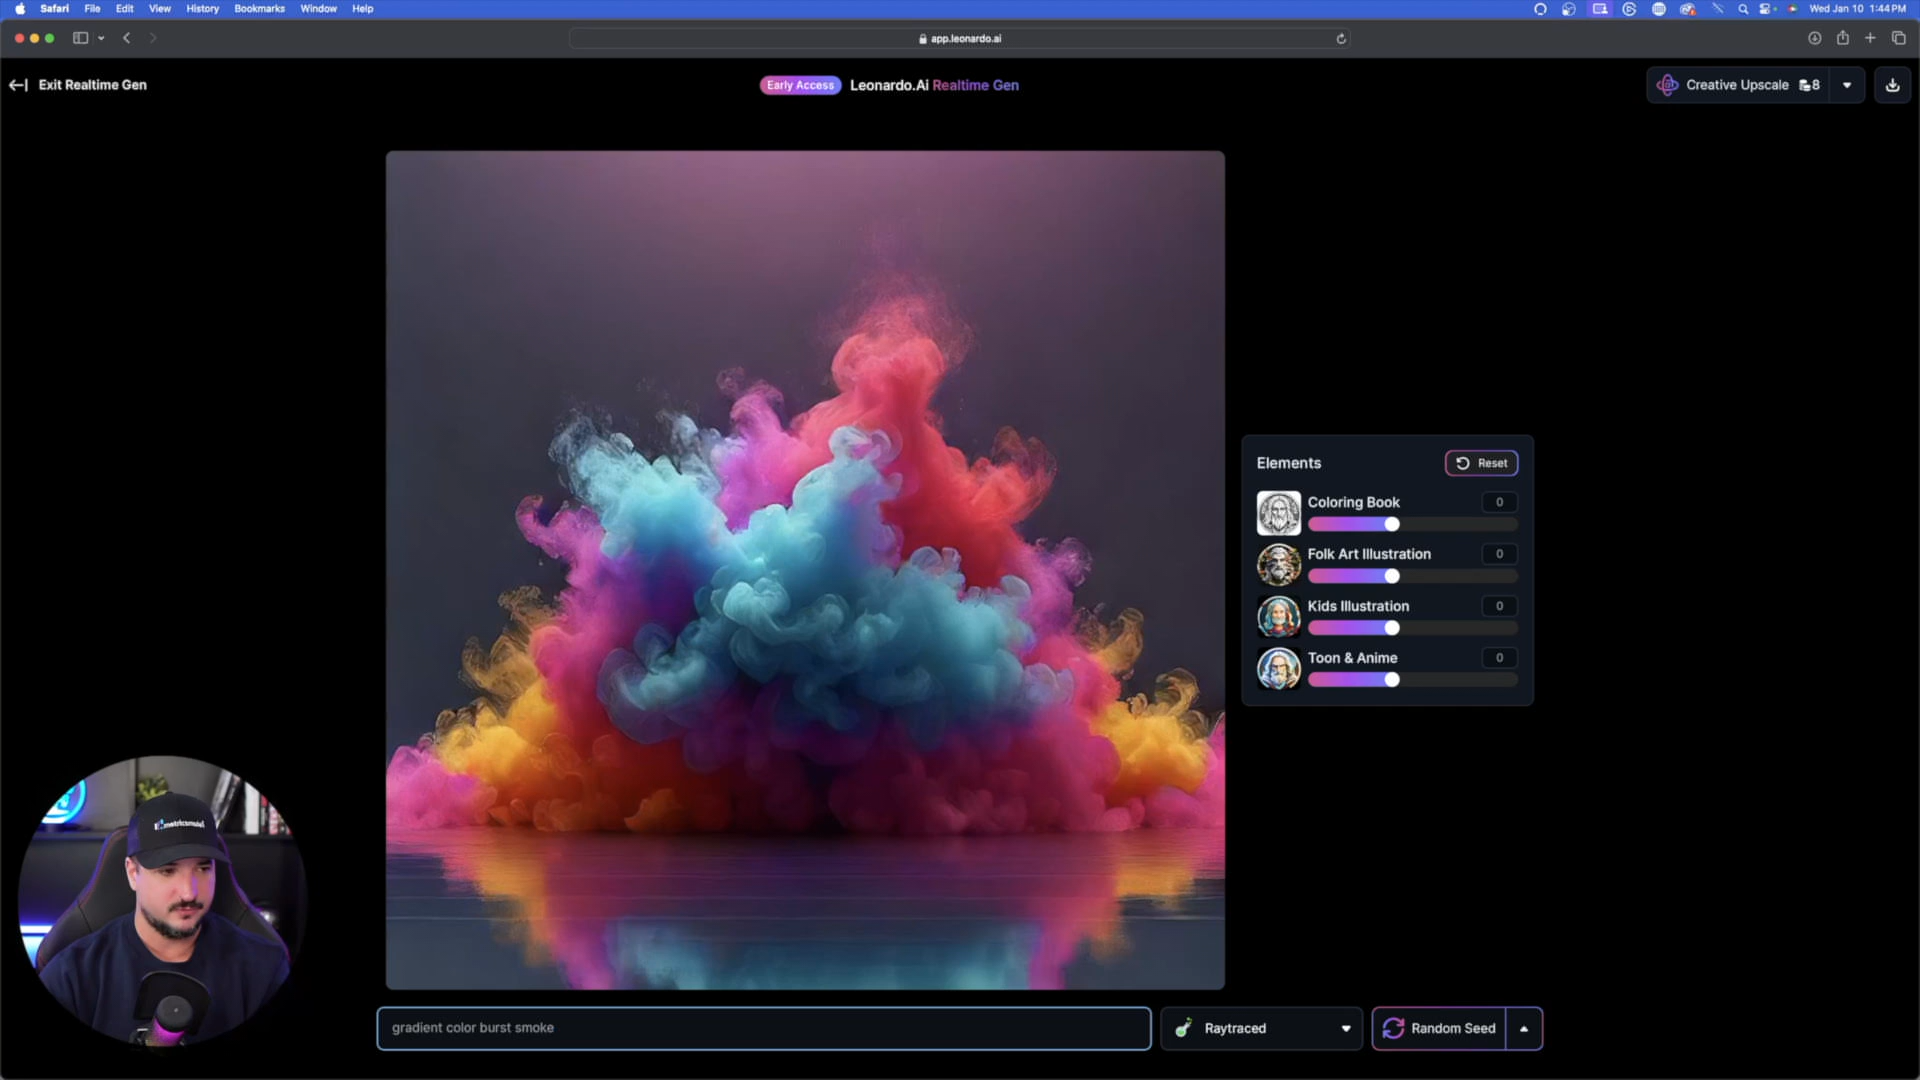 Safari File Edit View History Bookmarks Window Help
Wed Jan 10 1:44 PM
app.leonardo.ai
Exit Realtime Gen
Early Access Leonardo.Ai Realtime Gen
Creative Upscale 8
Elements Reset
Coloring Book 0
Folk Art Illustration 0
Kids Illustration 0
Toon & Anime 0
gradient color burst smoke
Raytraced
Random Seed